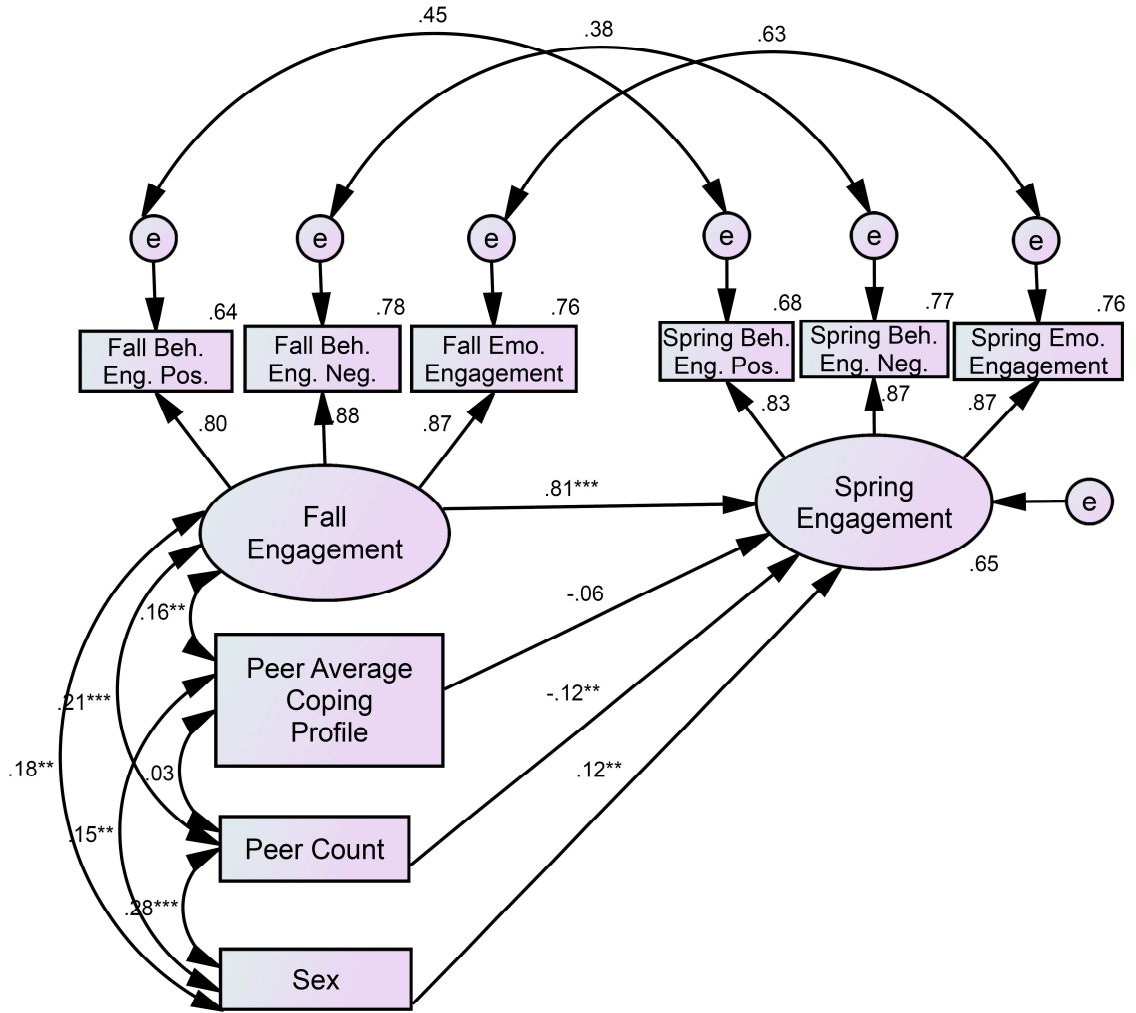 .45
.38
.63
e
e
e
e
e
e
.64
.78
.76
.68
.77
.76
Fall Beh.
Eng. Pos.
Fall Beh.
Eng. Neg.
Fall Emo.
Engagement
Spring Beh.
Eng. Pos.
Spring Beh.
Eng. Neg.
Spring Emo.
Engagement
.80
.88
.87
.83
.87
.87
Fall
Engagement
.81***
Spring
Engagement
e
.65
.16**
-.06
Peer Average
Coping
Profile
.21***
-.12**
.18**
.03
.12**
.15**
Peer Count
.28***
Sex